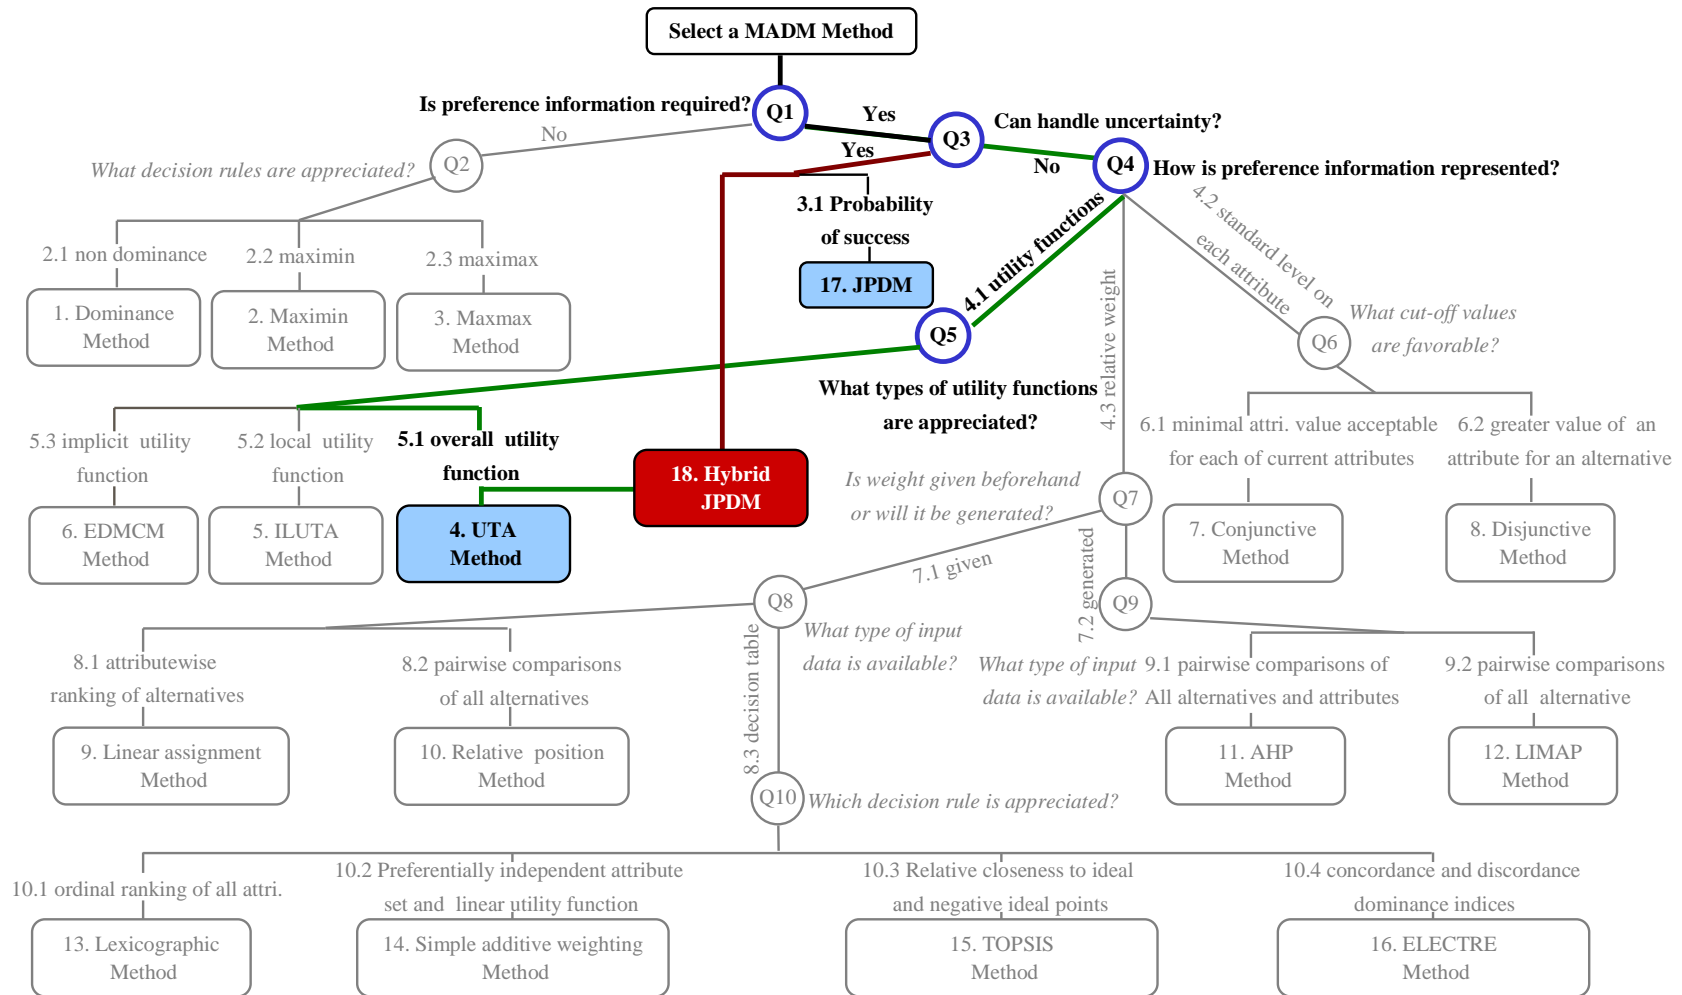 Select a MADM Method
Is preference information required?
Q1
Yes
Q3
Can handle uncertainty?
No
Yes
No
Q4
How is preference information represented?
Q2
What decision rules are appreciated?
3.1 Probability
of success
17. JPDM
4.1 utility functions
4.2 standard level on
each attribute
4.3 relative weight
2.1 non dominance
2.2 maximin
2.3 maximax
1. Dominance
Method
2. Maximin
Method
3. Maxmax
Method
Q5
What types of utility functions
are appreciated?
Q6
What cut-off values
are favorable?
5.3 implicit utility
function
5.2 local utility
function
5.1 overall utility
function
6. EDMCM
Method
5. ILUTA
Method
4. UTA
Method
18. Hybrid
JPDM
6.1 minimal attri. value acceptable
for each of current attributes
6.2 greater value of an
attribute for an alternative
7. Conjunctive
Method
8. Disjunctive
Method
Is weight given beforehand
or will it be generated?
Q7
7.1 given
7.2 generated
Q8
What type of input
data is available?
Q9
What type of input
data is available?
8.1 attributewise
ranking of alternatives
8.2 pairwise comparisons
of all alternatives
8.3 decision table
9.1 pairwise comparisons of
All alternatives and attributes
9.2 pairwise comparisons
of all alternative
9. Linear assignment
Method
10. Relative position
Method
11. AHP
Method
12. LIMAP
Method
Q10
Which decision rule is appreciated?
10.1 ordinal ranking of all attri.
10.2 Preferentially independent attribute
set and linear utility function
10.3 Relative closeness to ideal
and negative ideal points
10.4 concordance and discordance
dominance indices
13. Lexicographic
Method
14. Simple additive weighting
Method
15. TOPSIS
Method
16. ELECTRE
Method